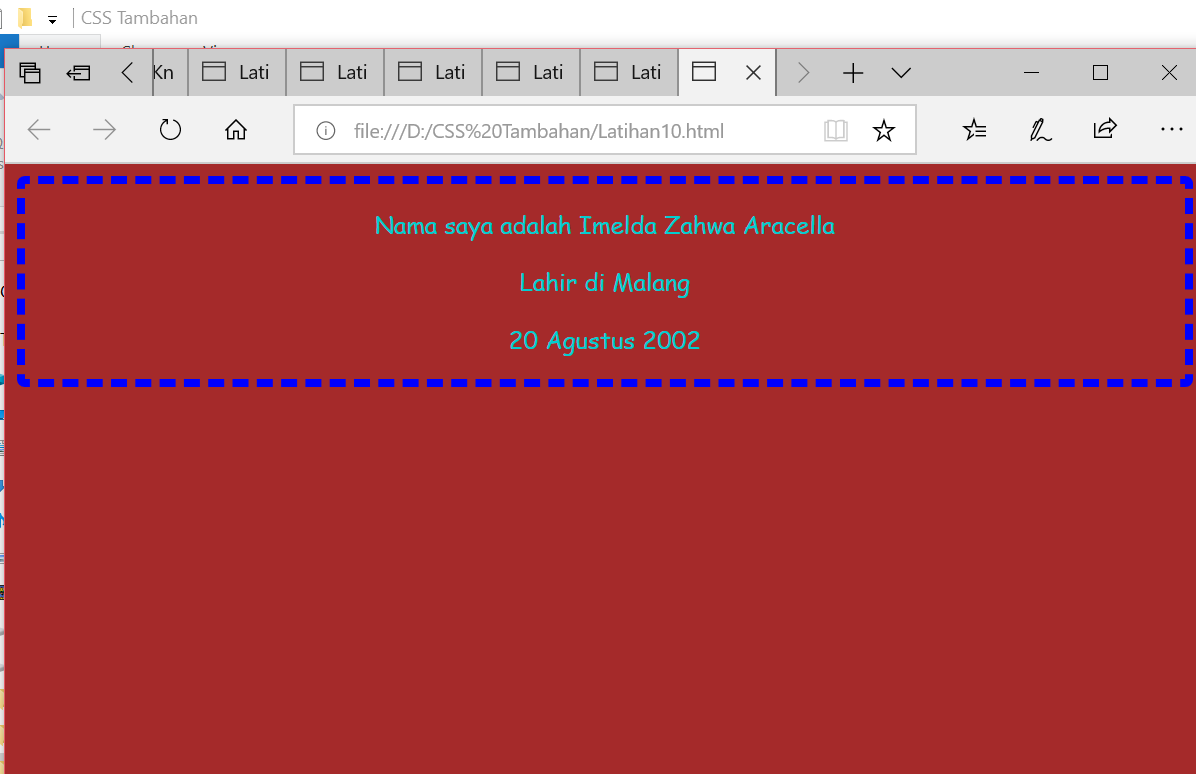 CSS Tambahan
Kn
Lati
Lati
Lati
Lati
Lati
file:///D:/CSS%20Tambahan/Latihan10.html
Nama saya adalah Imelda Zahwa Aracella
Lahir di Malang
20 Agustus 2002